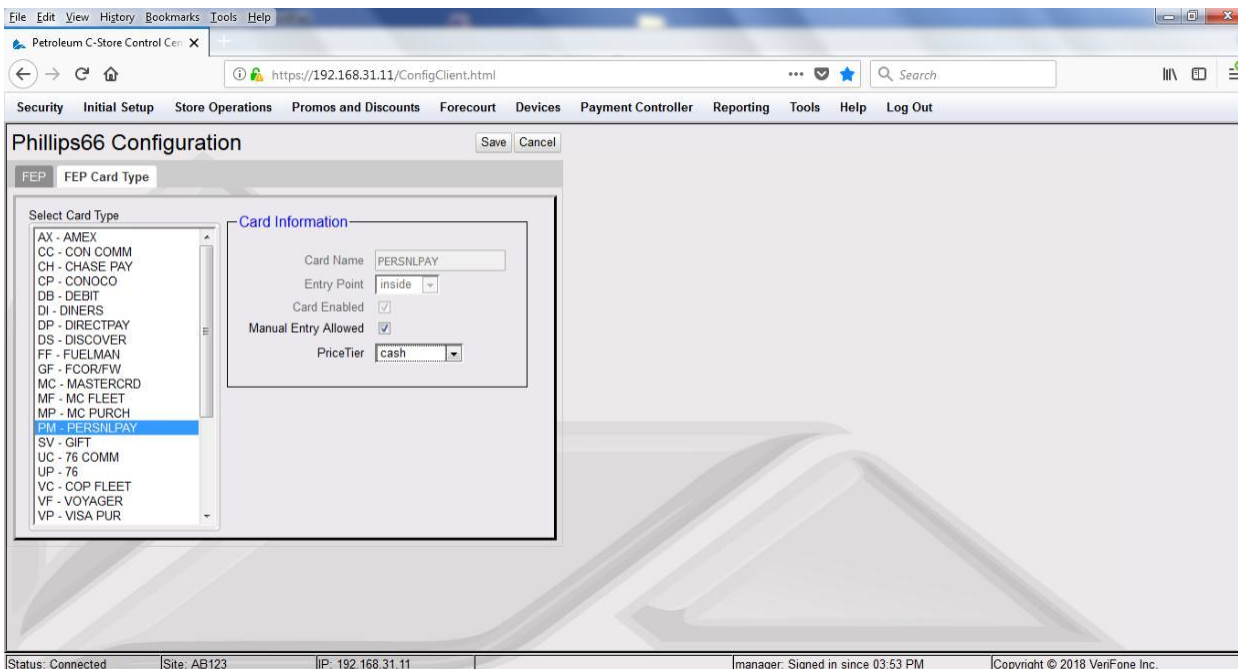 File Edit View History Bookmarks Tools Help
Petroleum C-Store Control Cen
https://192.168.31.11/ConfigClient.html
Search
Security Initial Setup Store Operations Promos and Discounts Forecourt Devices Payment Controller Reporting Tools Help Log Out
Phillips66 Configuration
Save Cancel
FEP FEP Card Type
Select Card Type
AX - AMEX
CC - CON COMM
CH - CHASE PAY
CP - CONOCO
DB - DEBIT
DI - DINERS
DP - DIRECTPAY
DS - DISCOVER
FF - FUELMAN
GF - FCOR/FW
MC - MASTERCRD
MF - MC FLEET
MP - MC PURCH
PM - PERSNLPAY
SV - GIFT
UC - 76 COMM
UP - 76
VC - COP FLEET
VF - VOYAGER
VP - VISA PUR
Card Information
Card Name PERSNLPAY
Entry Point inside
Card Enabled
Manual Entry Allowed
PriceTier cash
Status: Connected Site: AB123 IP: 192.168.31.11 manager: Signed in since 03:53 PM Copyright © 2018 VeriFone Inc.